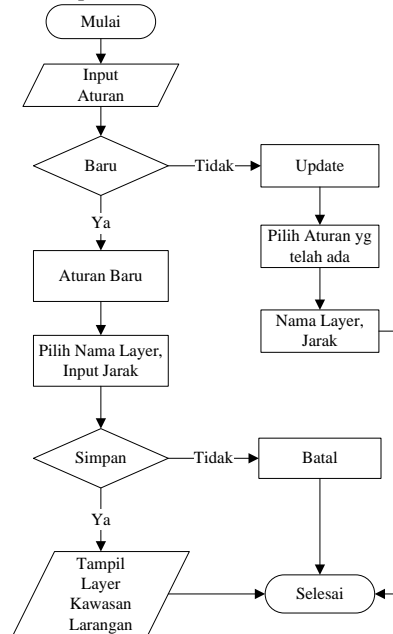 Mulai
Input
Aturan
Baru
Tidak
Update
Ya
Pilih Aturan yg
telah ada
Aturan Baru
Nama Layer,
Jarak
Pilih Nama Layer,
Input Jarak
Simpan
Tidak
Batal
Ya
Tampil
Layer
Kawasan
Larangan
Selesai